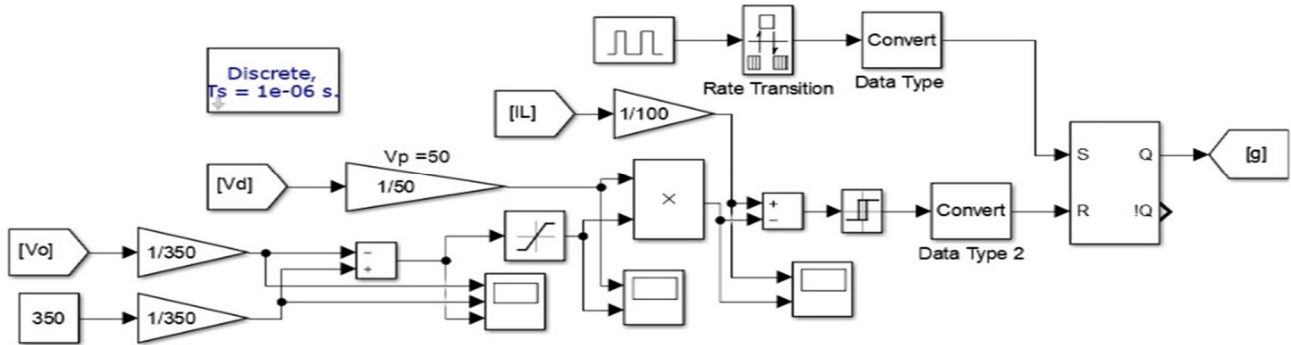 Discrete,
Ts = 1e-06 s.
Convert
Rate Transition
Data Type
[IL]
1/100
Vp =50
[Vd]
1/50
×
+
−
S
Q
[g]
R
!Q
Convert
Data Type 2
[Vo]
1/350
−
+
350
1/350